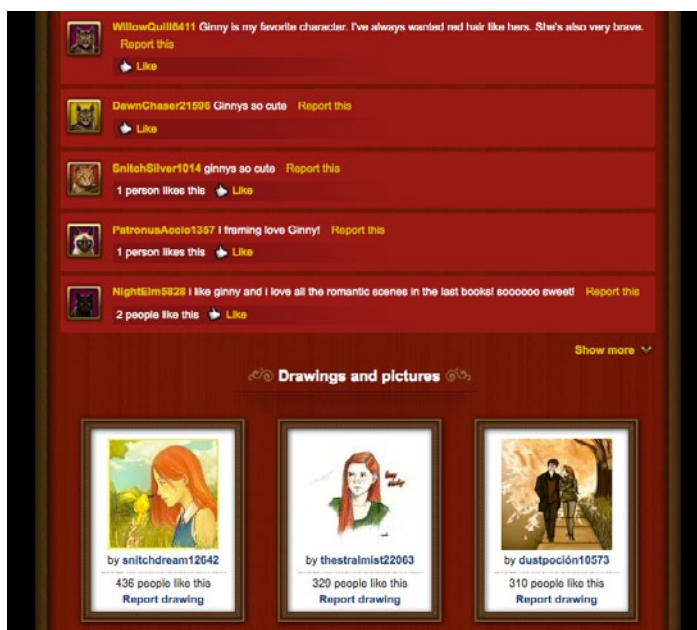 WillowQuill6411 Ginny is my favorite character. I've always wanted red hair like hers. She's also very brave.
Report this
Like
DawnChaser21596 Ginnys so cute Report this
Like
SnitchSilver1014 ginnys so cute Report this
1 person likes this Like
PatronusAccio1357 I framing love Ginny! Report this
1 person likes this Like
NightElm5828 I like ginny and i love all the romantic scenes in the last books! soooooo sweet! Report this
2 people like this Like
Show more
Drawings and pictures
by snitchdream12642
436 people like this
Report drawing
by thestralmist22063
329 people like this
Report drawing
by dustpoción10573
310 people like this
Report drawing